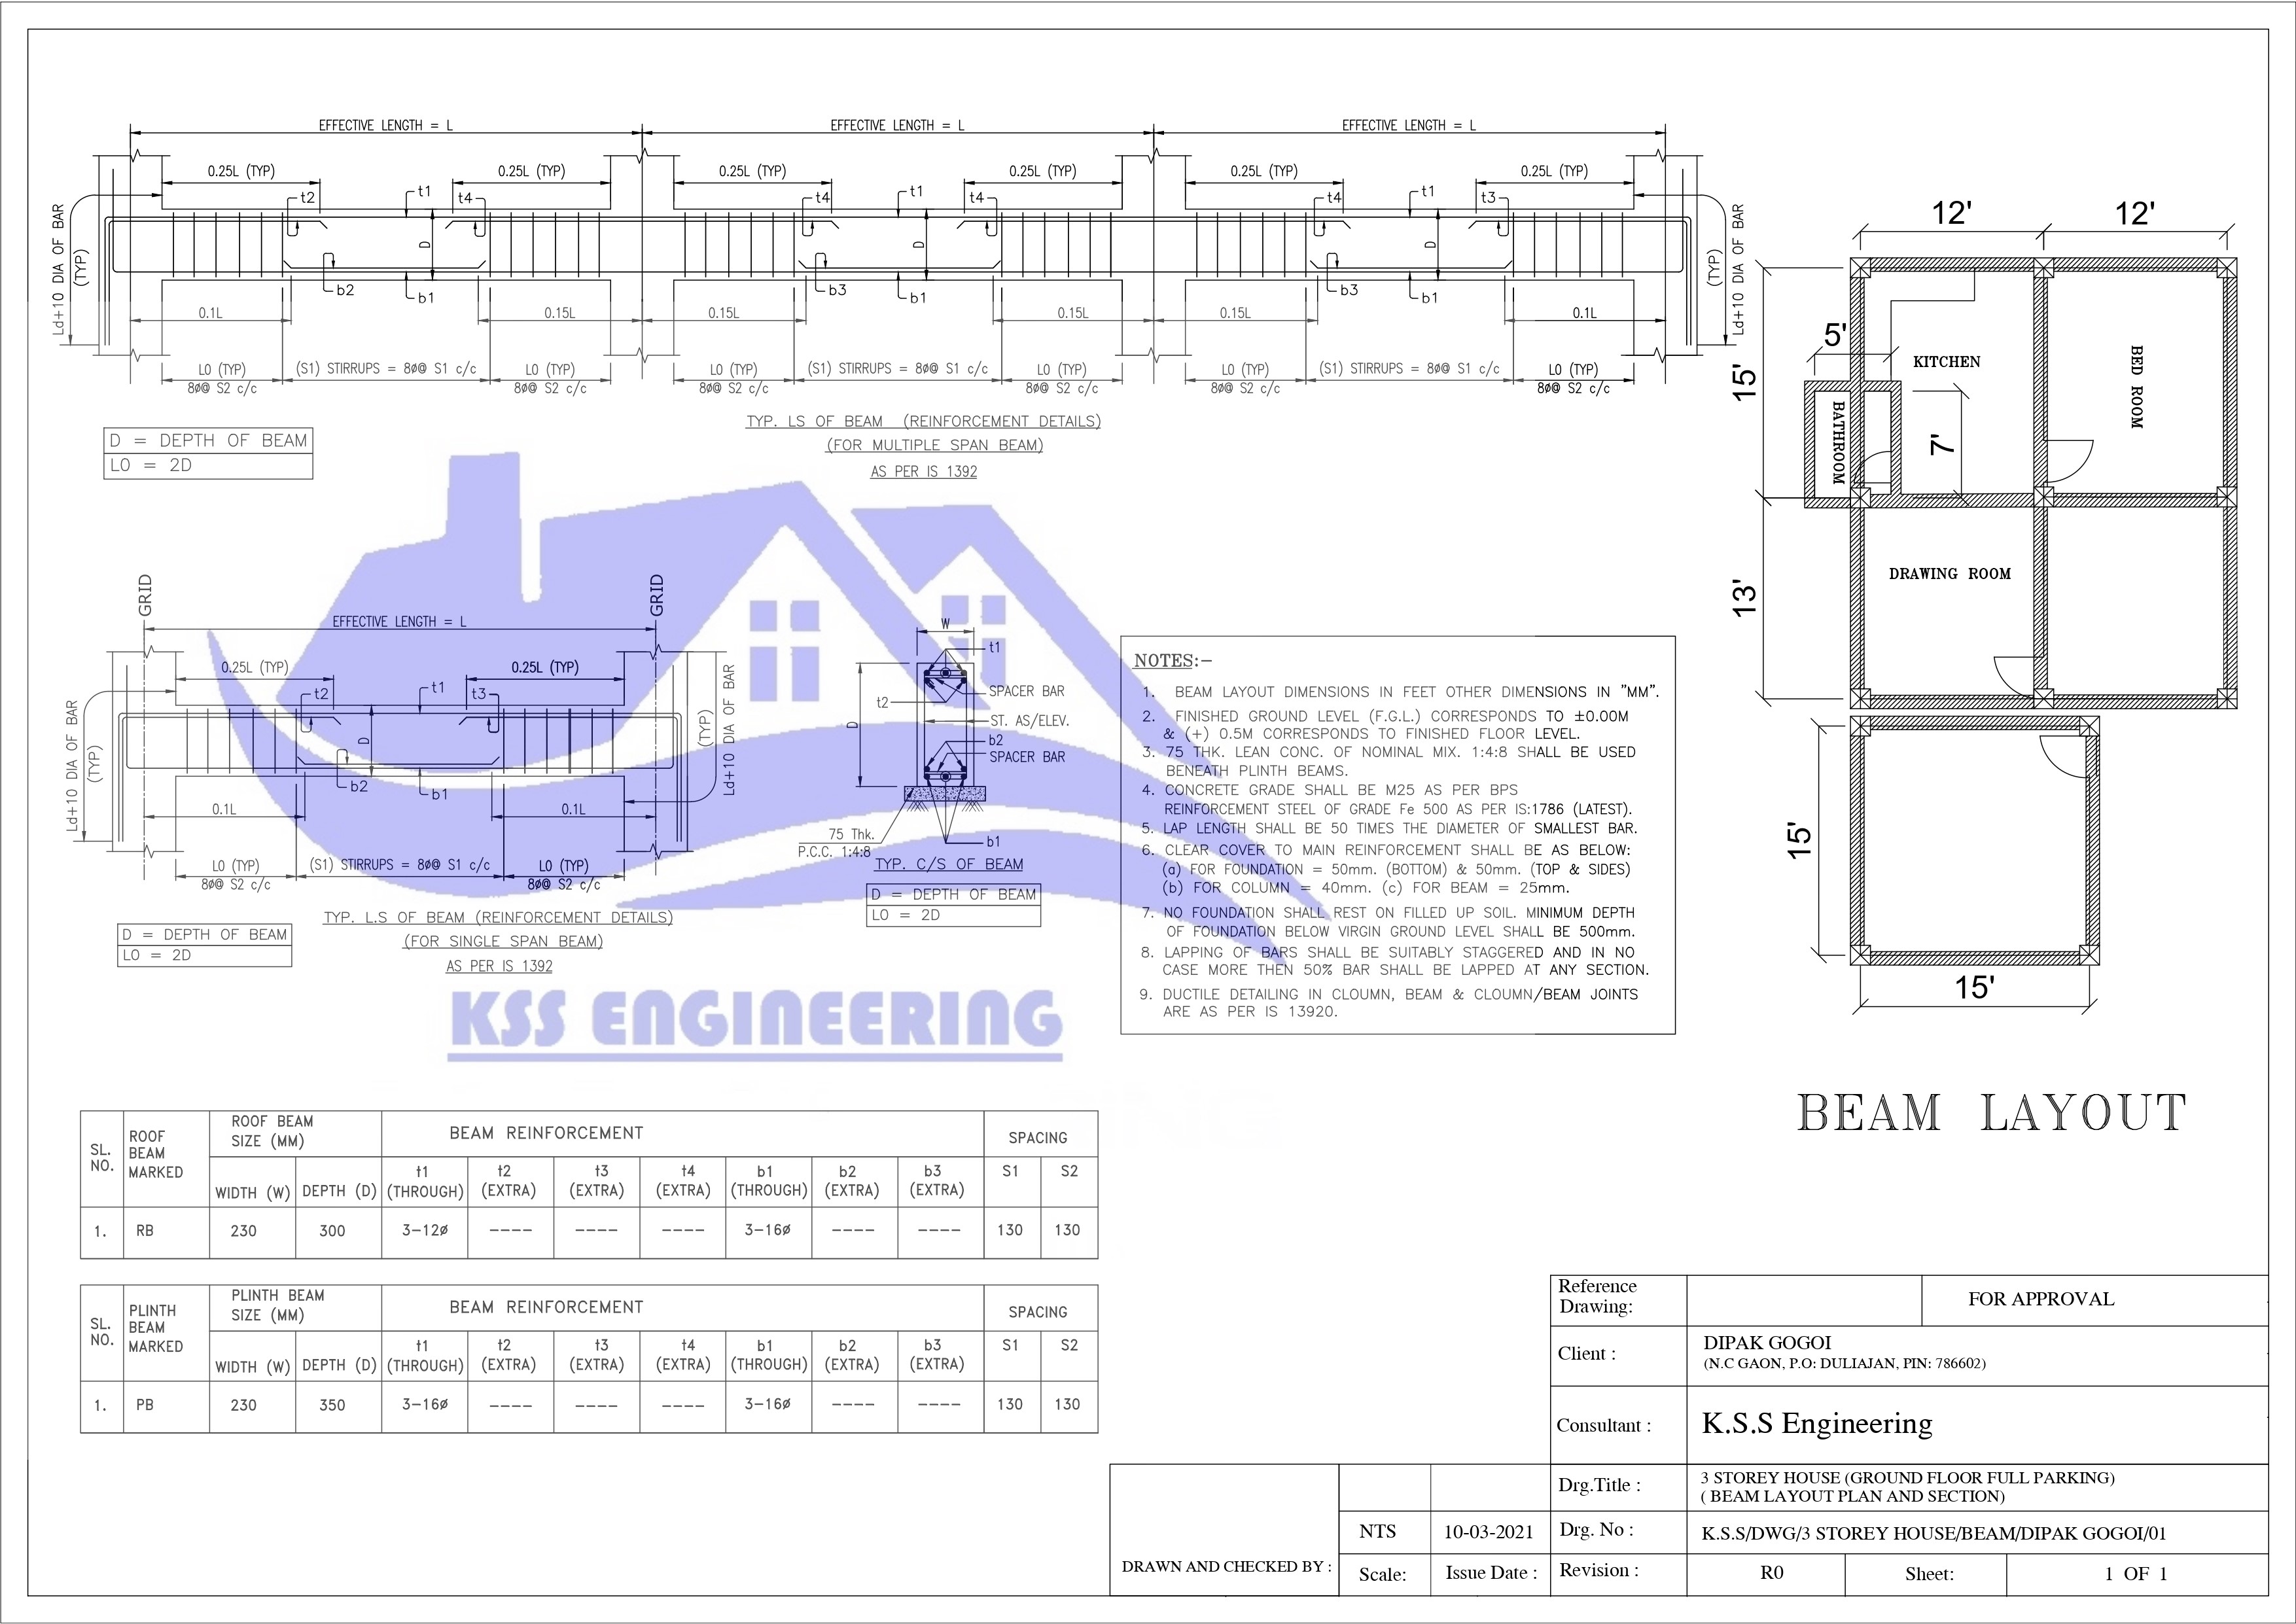 EFFECTIVE LENGTH = L
EFFECTIVE LENGTH = L
EFFECTIVE LENGTH = L
0.25L (TYP)
0.25L (TYP)
0.25L (TYP)
0.25L (TYP)
0.25L (TYP)
0.25L (TYP)
t2
t1
t4
t4
t1
t4
t4
t1
t3
Ld+10 DIA OF BAR
(TYP)
D
D
D
(TYP)
Ld+10 DIA OF BAR
b2
b1
b3
b1
b3
b1
0.1L
0.15L
0.15L
0.15L
0.15L
0.1L
L0 (TYP)
8ø@ S2 c/c
(S1) STIRRUPS = 8ø@ S1 c/c
L0 (TYP)
8ø@ S2 c/c
L0 (TYP)
8ø@ S2 c/c
(S1) STIRRUPS = 8ø@ S1 c/c
L0 (TYP)
8ø@ S2 c/c
L0 (TYP)
8ø@ S2 c/c
(S1) STIRRUPS = 8ø@ S1 c/c
L0 (TYP)
8ø@ S2 c/c
TYP. LS OF BEAM (REINFORCEMENT DETAILS)
(FOR MULTIPLE SPAN BEAM)
AS PER IS 1392
D = DEPTH OF BEAM
L0 = 2D
12'
12'
5'
15'
7'
13'
KITCHEN
BED ROOM
BATHROOM
DRAWING ROOM
15'
15'
BEAM LAYOUT
GRID
GRID
EFFECTIVE LENGTH = L
0.25L (TYP)
0.25L (TYP)
t2
t1
t3
Ld+10 DIA OF BAR
(TYP)
D
(TYP)
Ld+10 DIA OF BAR
b2
b1
0.1L
0.1L
L0 (TYP)
8ø@ S2 c/c
(S1) STIRRUPS = 8ø@ S1 c/c
L0 (TYP)
8ø@ S2 c/c
TYP. L.S OF BEAM (REINFORCEMENT DETAILS)
(FOR SINGLE SPAN BEAM)
AS PER IS 1392
D = DEPTH OF BEAM
L0 = 2D
W
t1
SPACER BAR
t2
ST. AS/ELEV.
D
b2
SPACER BAR
75 Thk.
P.C.C. 1:4:8
b1
TYP. C/S OF BEAM
D = DEPTH OF BEAM
L0 = 2D
KSS ENGINEERING
NOTES:-
1. BEAM LAYOUT DIMENSIONS IN FEET OTHER DIMENSIONS IN "MM".
2. FINISHED GROUND LEVEL (F.G.L.) CORRESPONDS TO ±0.00M
& (+) 0.5M CORRESPONDS TO FINISHED FLOOR LEVEL.
3. 75 THK. LEAN CONC. OF NOMINAL MIX. 1:4:8 SHALL BE USED
BENEATH PLINTH BEAMS.
4. CONCRETE GRADE SHALL BE M25 AS PER BPS
REINFORCEMENT STEEL OF GRADE Fe 500 AS PER IS:1786 (LATEST).
5. LAP LENGTH SHALL BE 50 TIMES THE DIAMETER OF SMALLEST BAR.
6. CLEAR COVER TO MAIN REINFORCEMENT SHALL BE AS BELOW:
(a) FOR FOUNDATION = 50mm. (BOTTOM) & 50mm. (TOP & SIDES)
(b) FOR COLUMN = 40mm. (c) FOR BEAM = 25mm.
7. NO FOUNDATION SHALL REST ON FILLED UP SOIL. MINIMUM DEPTH
OF FOUNDATION BELOW VIRGIN GROUND LEVEL SHALL BE 500mm.
8. LAPPING OF BARS SHALL BE SUITABLY STAGGERED AND IN NO
CASE MORE THEN 50% BAR SHALL BE LAPPED AT ANY SECTION.
9. DUCTILE DETAILING IN CLOUMN, BEAM & CLOUMN/BEAM JOINTS
ARE AS PER IS 13920.
SL. NO. ROOF BEAM MARKED ROOF BEAM SIZE (MM) BEAM REINFORCEMENT SPACING
WIDTH (W) DEPTH (D) t1 (THROUGH) t2 (EXTRA) t3 (EXTRA) t4 (EXTRA) b1 (THROUGH) b2 (EXTRA) b3 (EXTRA) S1 S2
1. RB 230 300 3-12ø ---- ---- ---- 3-16ø ---- ---- 130 130
SL. NO. PLINTH BEAM MARKED PLINTH BEAM SIZE (MM) BEAM REINFORCEMENT SPACING
WIDTH (W) DEPTH (D) t1 (THROUGH) t2 (EXTRA) t3 (EXTRA) t4 (EXTRA) b1 (THROUGH) b2 (EXTRA) b3 (EXTRA) S1 S2
1. PB 230 350 3-16ø ---- ---- ---- 3-16ø ---- ---- 130 130
Reference
Drawing:
FOR APPROVAL
Client :
DIPAK GOGOI
(N.C GAON, P.O: DULIAJAN, PIN: 786602)
Consultant :
K.S.S Engineering
Drg.Title :
3 STOREY HOUSE (GROUND FLOOR FULL PARKING)
( BEAM LAYOUT PLAN AND SECTION)
NTS
10-03-2021
Drg. No :
K.S.S/DWG/3 STOREY HOUSE/BEAM/DIPAK GOGOI/01
DRAWN AND CHECKED BY :
Scale:
Issue Date :
Revision :
R0
Sheet:
1 OF 1